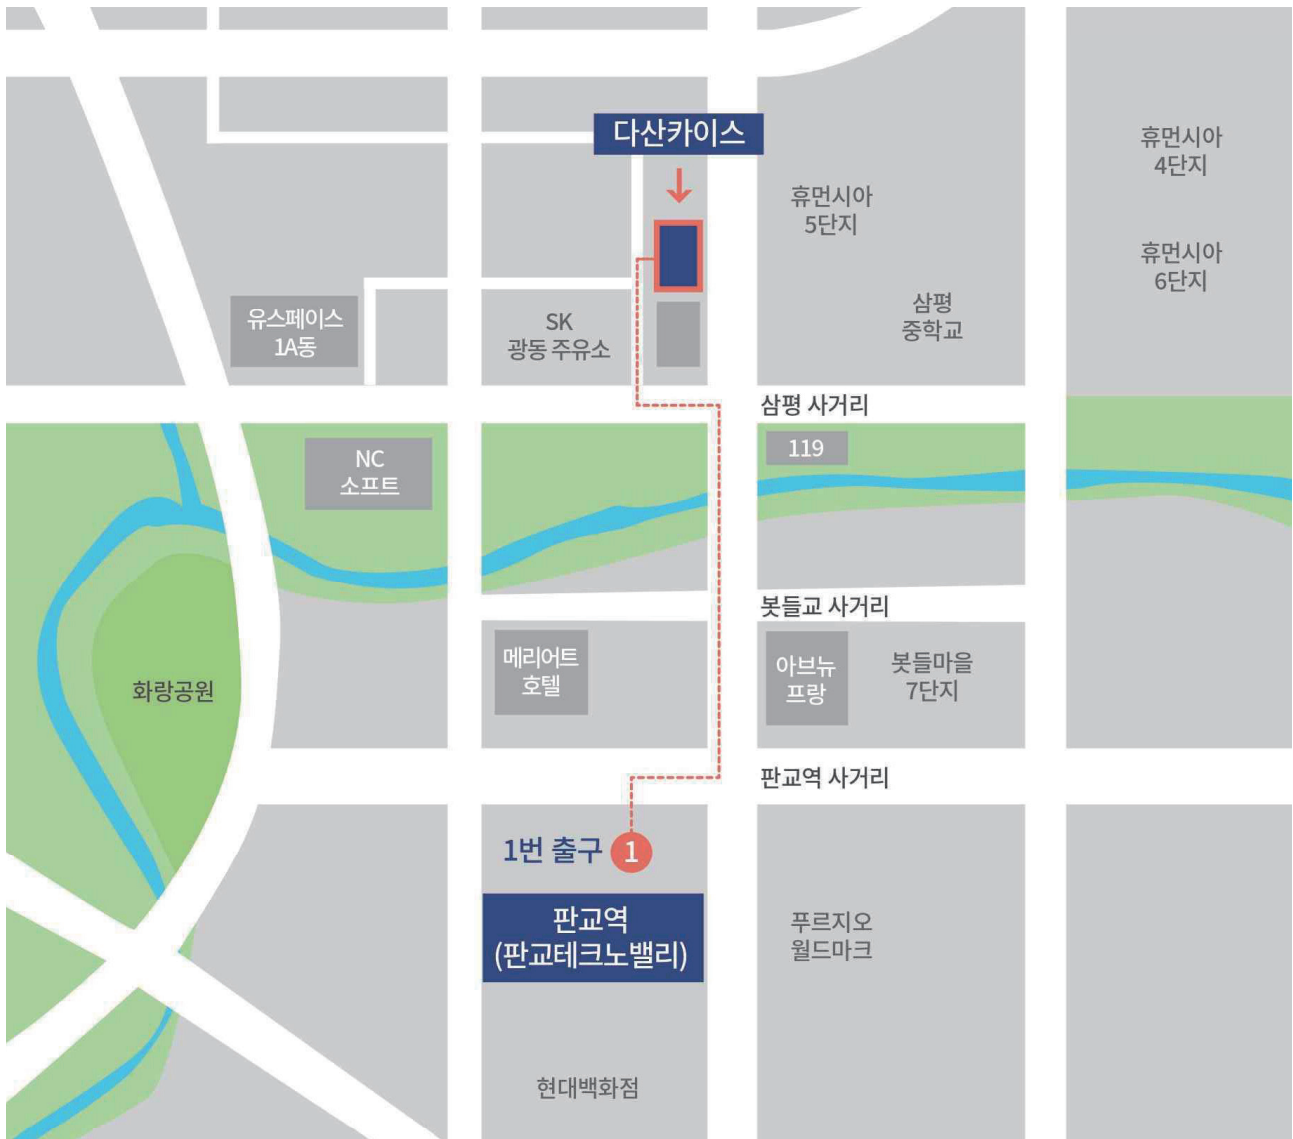 다산카이스
휴먼시아
4단지
휴먼시아
5단지
휴먼시아
6단지
유스페이스
1A동
SK
광동 주유소
삼평
중학교
삼평 사거리
119
NC
소프트
봇들교 사거리
메리어트
호텔
아브뉴
프랑
봇들마을
7단지
화랑공원
판교역 사거리
1번 출구 1
판교역
(판교테크노밸리)
푸르지오
월드마크
현대백화점